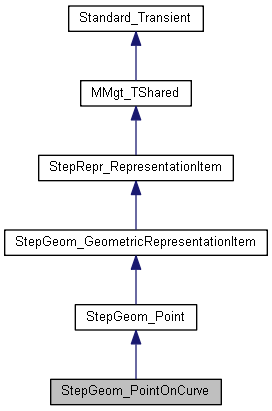 Standard_Transient
MMgt_TShared
StepRepr_RepresentationItem
StepGeom_GeometricRepresentationItem
StepGeom_Point
StepGeom_PointOnCurve